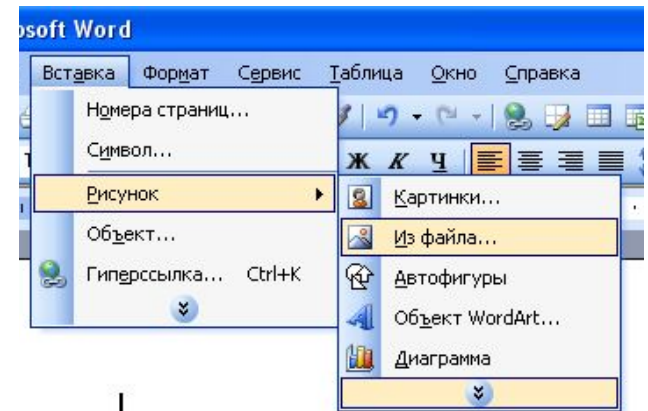 osoft Word
Вставка Формат Сервис Таблица Окно Справка
Номера страниц...
Символ...
Ж К Ч
Рисунок
Картинки...
Объект...
Из файла...
Гиперссылка... Ctrl+K
Автофигуры
Объект WordArt...
Диаграмма